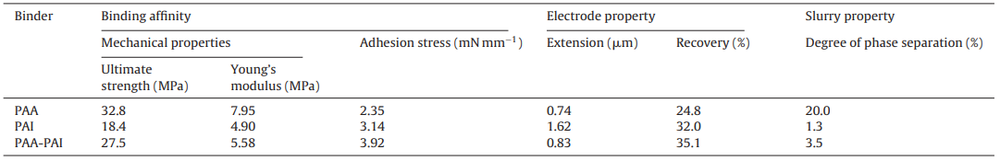 Binder Binding affinity Electrode property Slurry property
Mechanical properties Adhesion stress (mN mm−1) Extension (μm) Recovery (%) Degree of phase separation (%)
Ultimate Young's
strength (MPa) modulus (MPa)
PAA 32.8 7.95 2.35 0.74 24.8 20.0
PAI 18.4 4.90 3.14 1.62 32.0 1.3
PAA-PAI 27.5 5.58 3.92 0.83 35.1 3.5